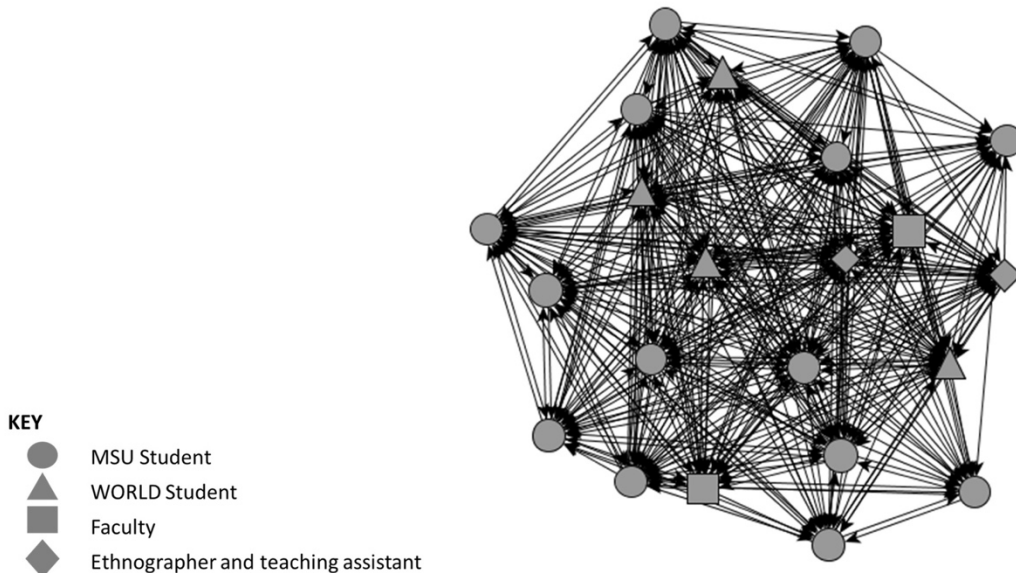 KEY
MSU Student
WORLD Student
Faculty
Ethnographer and teaching assistant